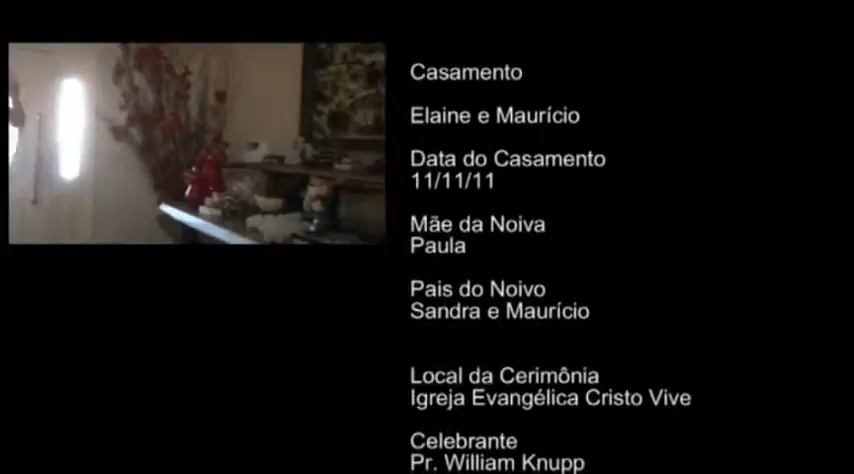 Casamento
Elaine e Maurício
Data do Casamento
11/11/11
Mãe da Noiva
Paula
Pais do Noivo
Sandra e Maurício
Local da Cerimônia
Igreja Evangélica Cristo Vive
Celebrante
Pr. William Knupp